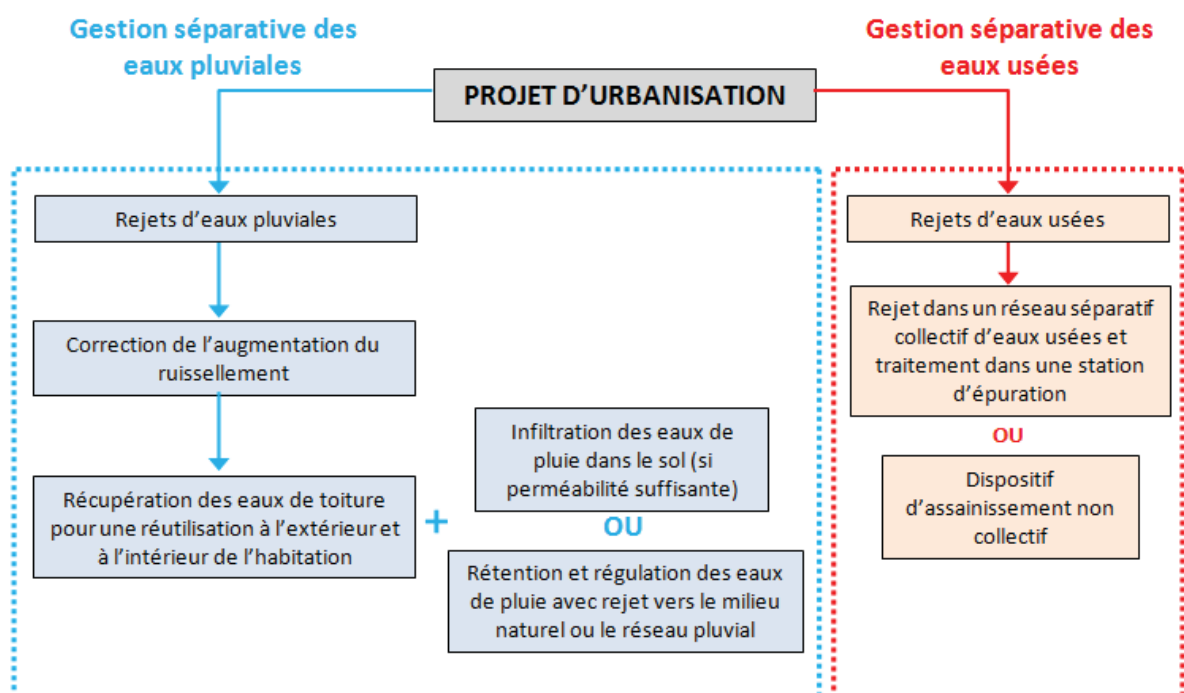 Gestion séparative des
eaux pluviales
Gestion séparative des
eaux usées
PROJET D'URBANISATION
Rejets d'eaux pluviales
Correction de l'augmentation du
ruissellement
Récupération des eaux de toiture
pour une réutilisation à l'extérieur et
à l'intérieur de l'habitation
+
Infiltration des eaux de
pluie dans le sol (si
perméabilité suffisante)
OU
Rétention et régulation des eaux
de pluie avec rejet vers le milieu
naturel ou le réseau pluvial
Rejets d'eaux usées
Rejet dans un réseau séparatif
collectif d'eaux usées et
traitement dans une station
d'épuration
OU
Dispositif
d'assainissement non
collectif